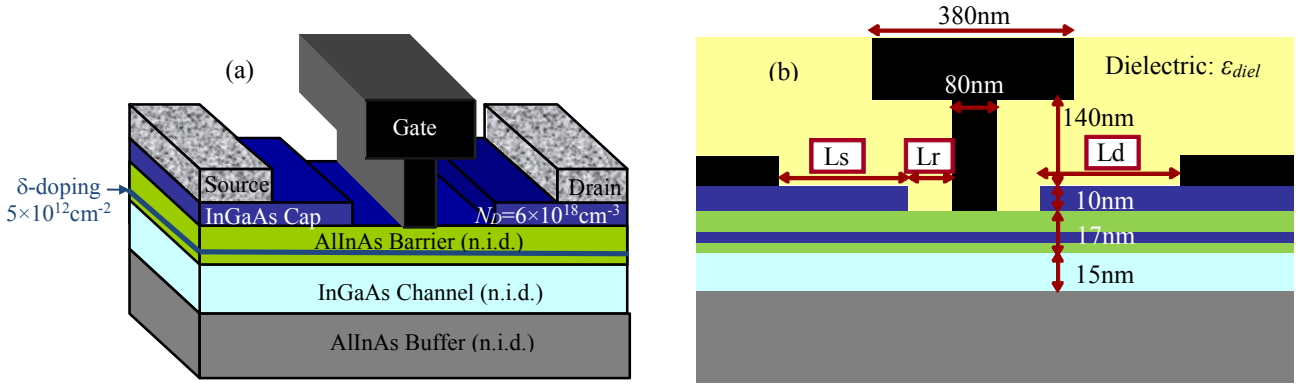 (a)
Gate
Source
Drain
δ-doping
5×10¹²cm⁻²
InGaAs Cap
N_D=6×10¹⁸cm⁻³
AlInAs Barrier (n.i.d.)
InGaAs Channel (n.i.d.)
AlInAs Buffer (n.i.d.)
380nm
(b)
Dielectric: ε_diel
80nm
140nm
Ls
Lr
Ld
10nm
17nm
15nm